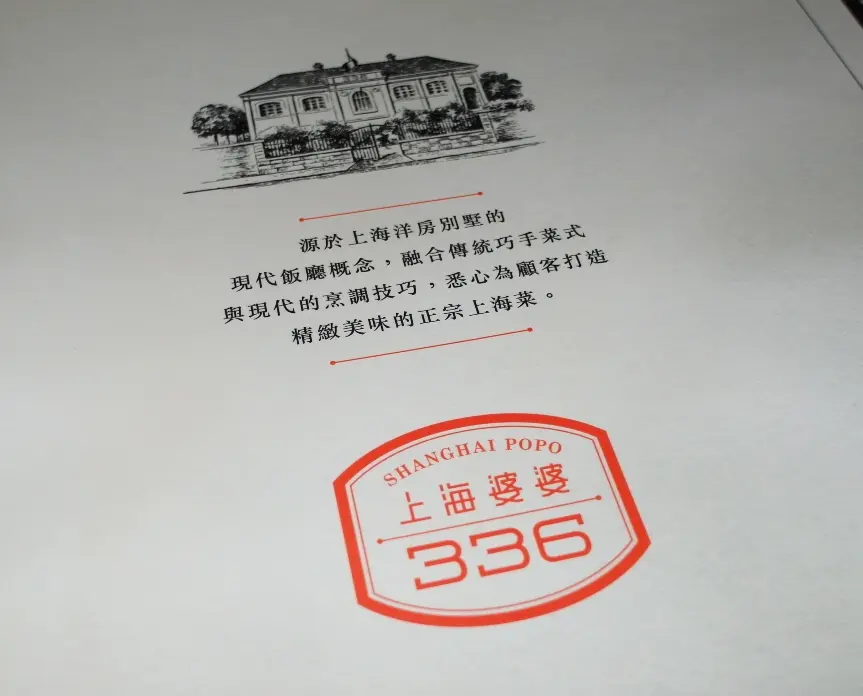 源於上海洋房別墅的
現代飯廳概念，融合傳統巧手菜式
與現代的烹調技巧，悉心為顧客打造
精緻美味的正宗上海菜。
SHANGHAI POPO
上海婆婆
336